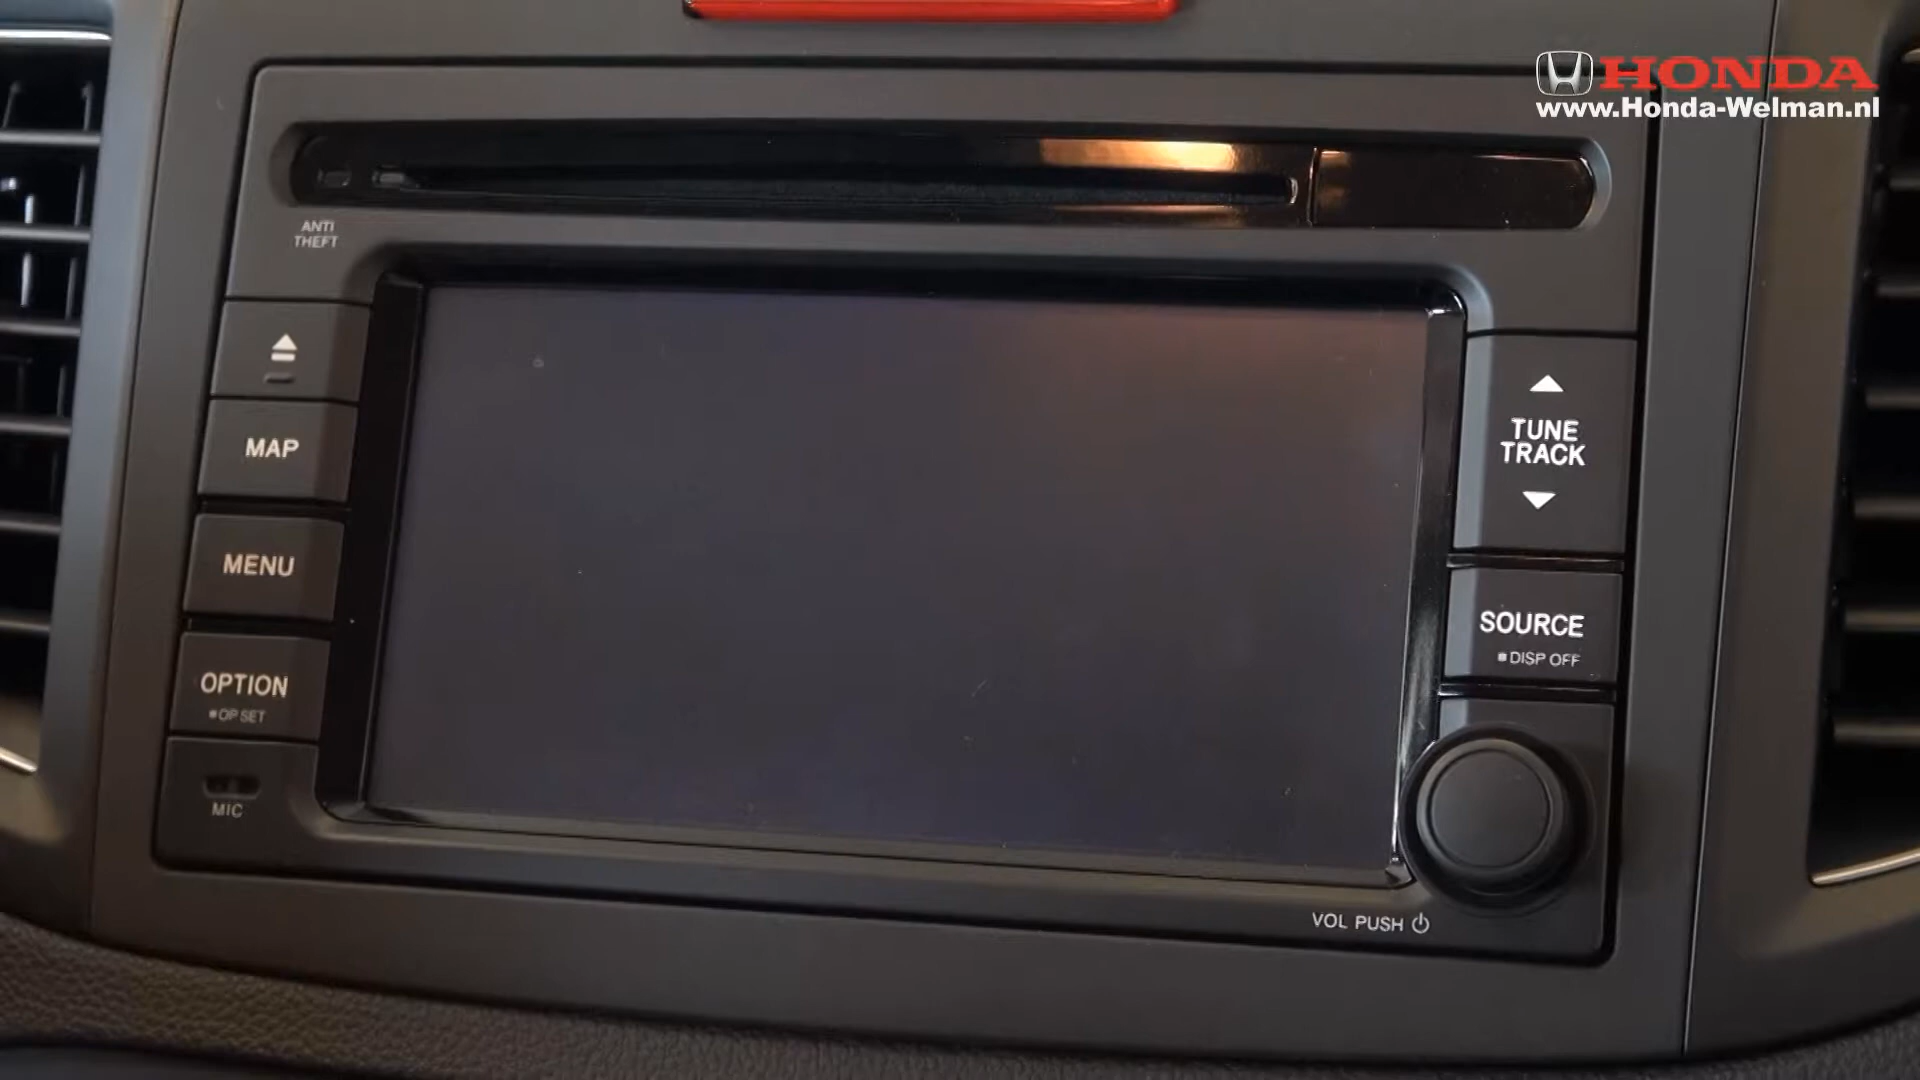 HONDA
www.Honda-Welman.nl
ANTI
THEFT
MAP
MENU
OPTION
OP SET
MIC
TUNE
TRACK
SOURCE
DISP OFF
VOL PUSH